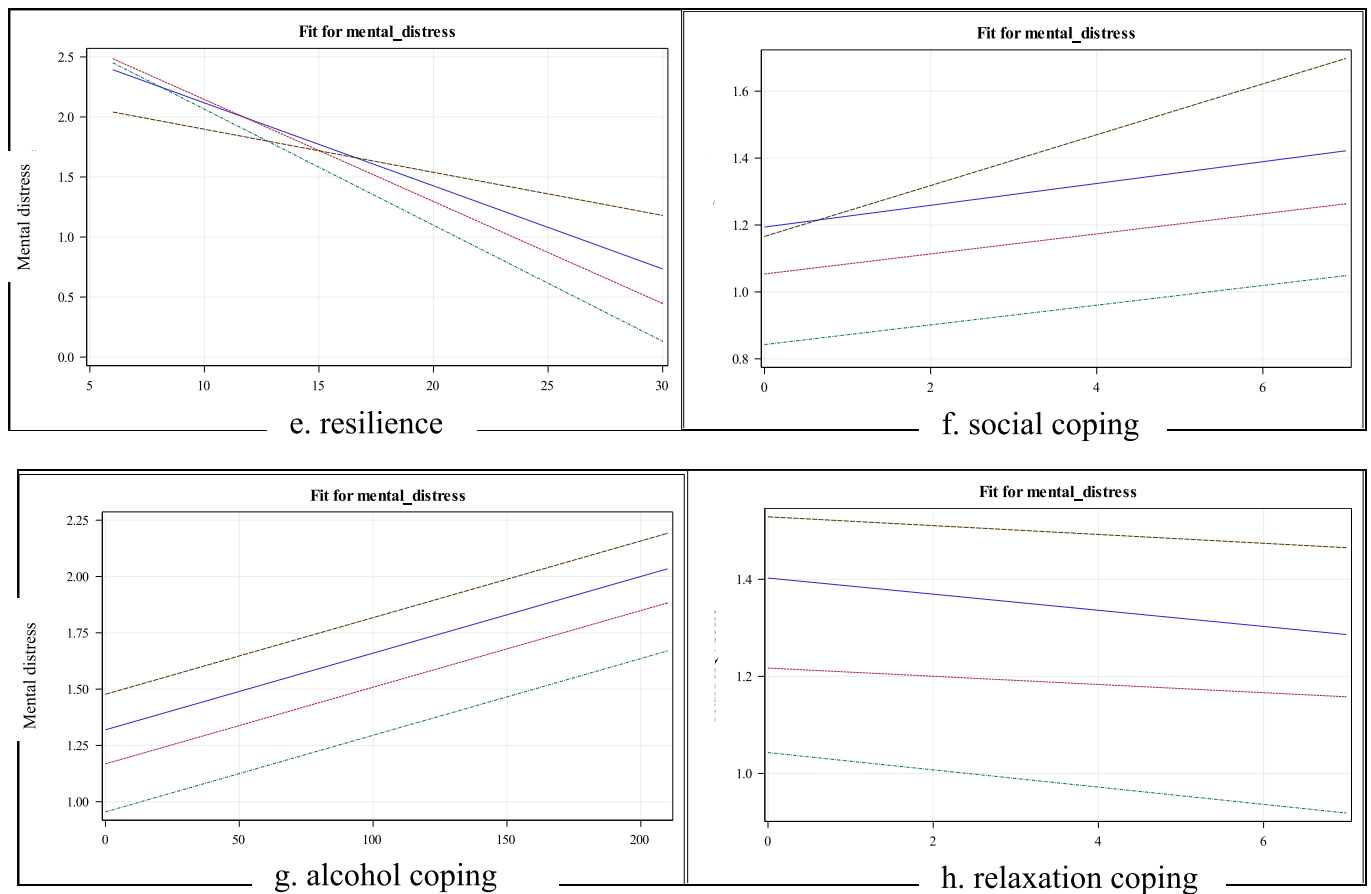 Fit for mental_distress
Mental distress
2.5
2.0
1.5
1.0
0.5
0.0
5 10 15 20 25 30
e. resilience
Fit for mental_distress
1.6
1.4
1.2
1.0
0.8
0 2 4 6
f. social coping
Fit for mental_distress
Mental distress
2.25
2.00
1.75
1.50
1.25
1.00
0 50 100 150 200
g. alcohol coping
Fit for mental_distress
1.4
1.2
1.0
0 2 4 6
h. relaxation coping